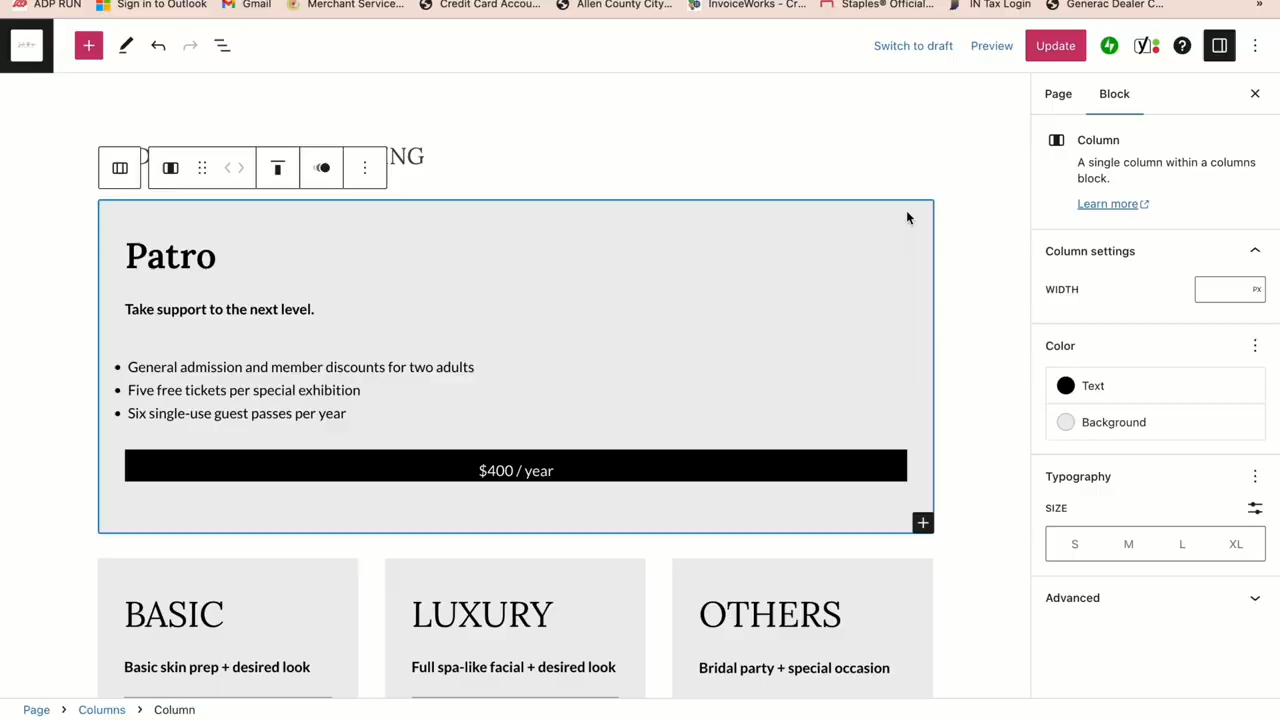 ADP RUN
Sign in to Outlook
Gmail
Merchant Service...
Credit Card Accou...
Allen County City...
InvoiceWorks - Cr...
Staples® Official...
IN Tax Login
Generac Dealer C...
»
Switch to draft
Preview
Update
Page
Block
Column
A single column within a columns
block.
Learn more
NG
Column settings
WIDTH
PX
Patro
Take support to the next level.
• General admission and member discounts for two adults
• Five free tickets per special exhibition
• Six single-use guest passes per year
$400 / year
Color
Text
Background
Typography
SIZE
S M L XL
Advanced
BASIC
Basic skin prep + desired look
LUXURY
Full spa-like facial + desired look
OTHERS
Bridal party + special occasion
Page > Columns > Column